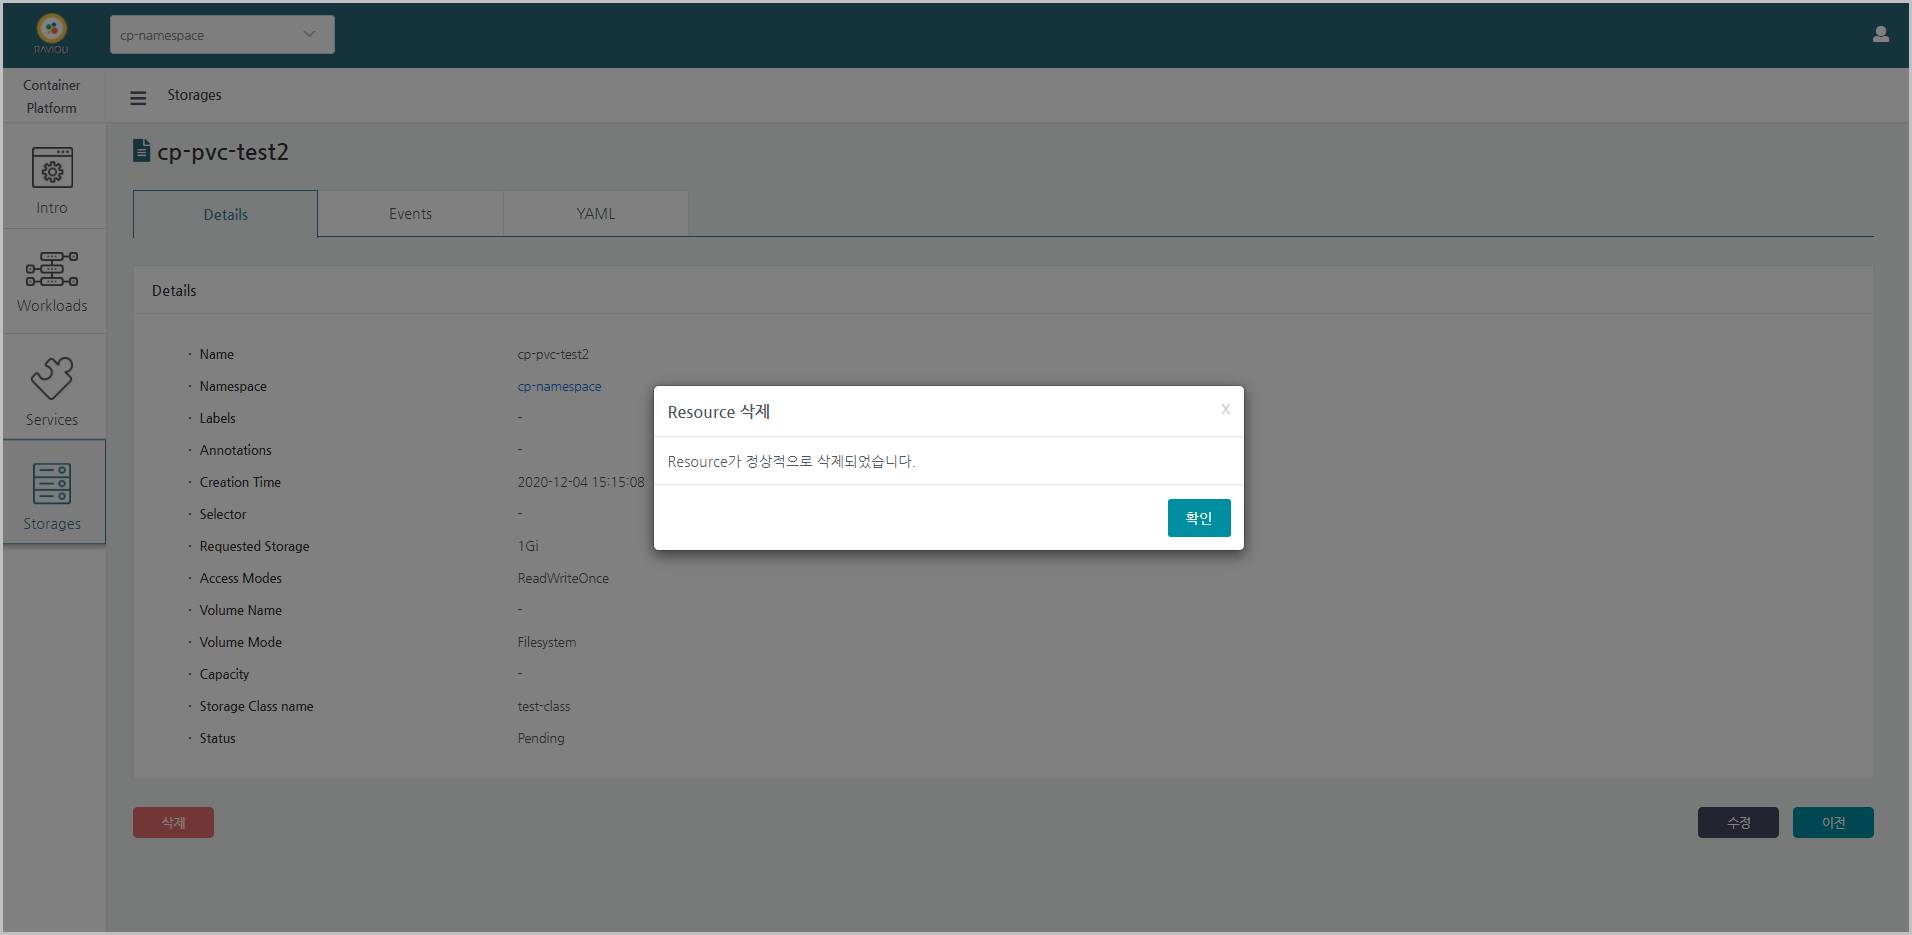 RAVIOLI
cp-namespace
Container
Platform
Storages
Intro
Workloads
Services
Storages
cp-pvc-test2
Details
Events
YAML
Details
· Name cp-pvc-test2
· Namespace cp-namespace
· Labels -
· Annotations -
· Creation Time 2020-12-04 15:15:08
· Selector -
· Requested Storage 1Gi
· Access Modes ReadWriteOnce
· Volume Name -
· Volume Mode Filesystem
· Capacity -
· Storage Class name test-class
· Status Pending
Resource 삭제
X
Resource가 정상적으로 삭제되었습니다.
확인
삭제
수정
이전